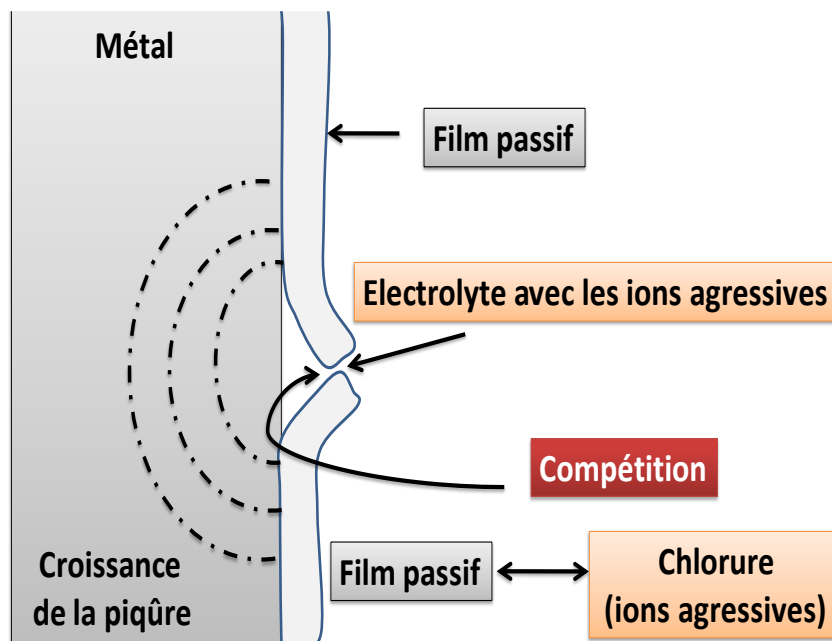 Métal
Film passif
Electrolyte avec les ions agressives
Compétition
Croissance
de la piqûre
Film passif
Chlorure
(ions agressives)